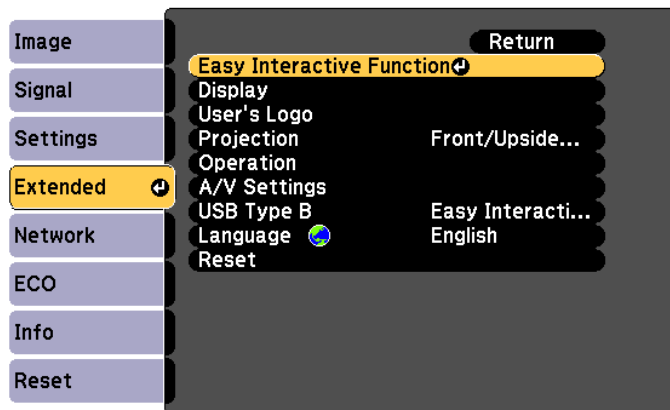 Image
Signal
Settings
Extended
Network
ECO
Info
Reset
Return
Easy Interactive Function
Display
User's Logo
Projection Front/Upside...
Operation
A/V Settings
USB Type B Easy Interacti...
Language English
Reset